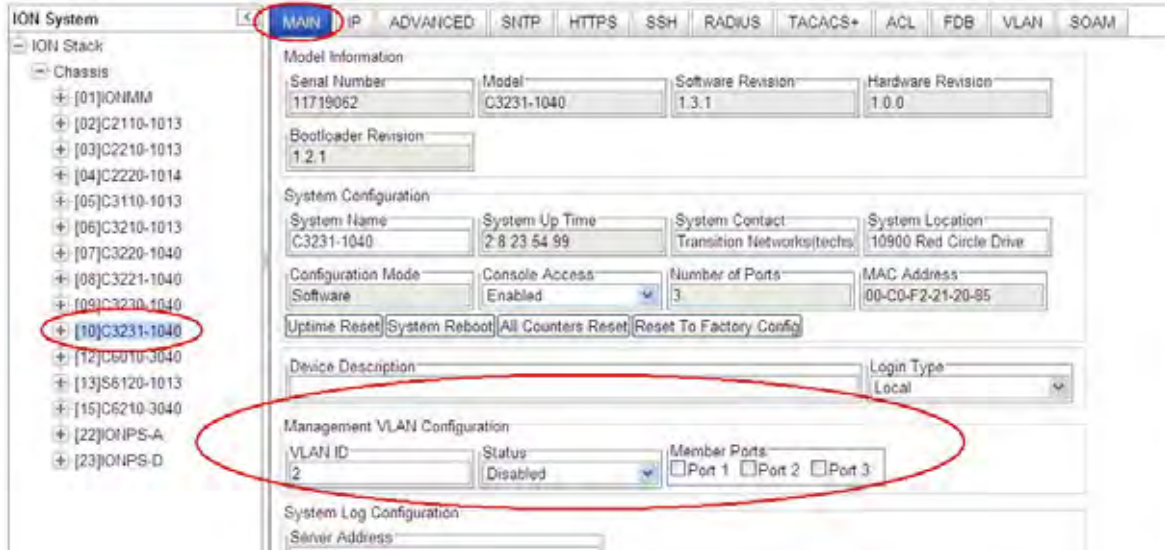 ION System
MAIN IP ADVANCED SNTP HTTPS SSH RADIUS TACACS+ ACL FDB VLAN SOAM
ION Stack
Chassis
[01]IONMM
[02]C2110-1013
[03]C2210-1013
[04]C2220-1014
[05]C3110-1013
[06]C3210-1013
[07]C3220-1040
[08]C3221-1040
[09]C3230-1040
[10]C3231-1040
[12]C6010-3040
[13]S6120-1013
[15]C6210-3040
[22]IONPS-A
[23]IONPS-D
Model Information
Serial Number Model Software Revision Hardware Revision
11719062 C3231-1040 1.3.1 1.0.0
Bootloader Revision
1.2.1
System Configuration
System Name System Up Time System Contact System Location
C3231-1040 2 8 23 54 99 Transition Networks(techs 10900 Red Circle Drive
Configuration Mode Console Access Number of Ports MAC Address
Software Enabled 3 00-C0-F2-21-20-85
Uptime Reset System Reboot All Counters Reset Reset To Factory Config
Device Description Login Type
Local
Management VLAN Configuration
VLAN ID Status Member Ports
2 Disabled Port 1 Port 2 Port 3
System Log Configuration
Server Address